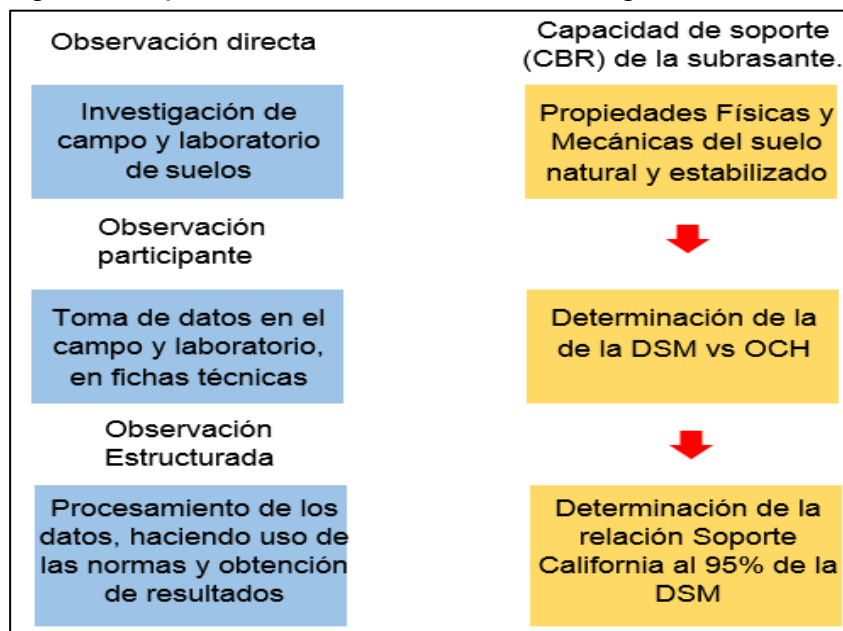 Observación directa
Investigación de
campo y laboratorio
de suelos
Observación
participante
Toma de datos en el
campo y laboratorio,
en fichas técnicas
Observación
Estructurada
Procesamiento de los
datos, haciendo uso de
las normas y obtención
de resultados
Capacidad de soporte
(CBR) de la subrasante.
Propiedades Físicas y
Mecánicas del suelo
natural y estabilizado
Determinación de la
de la DSM vs OCH
Determinación de la
relación Soporte
California al 95% de la
DSM